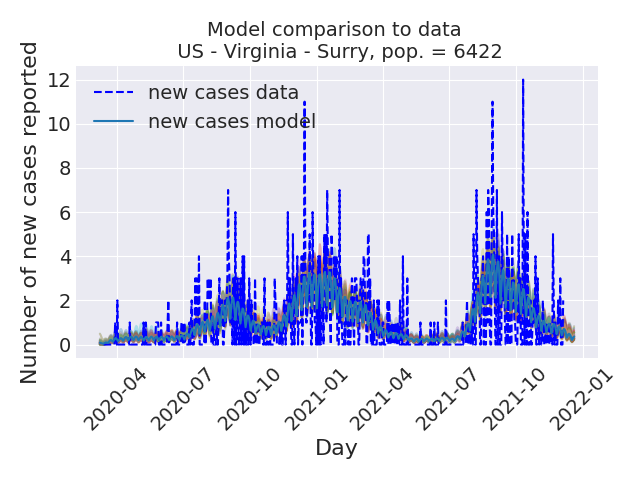 Model comparison to data
US - Virginia - Surry, pop. = 6422
Number of new cases reported
12
10
8
6
4
2
0
new cases data
new cases model
2020-04
2020-07
2020-10
2021-01
2021-04
2021-07
2021-10
2022-01
Day